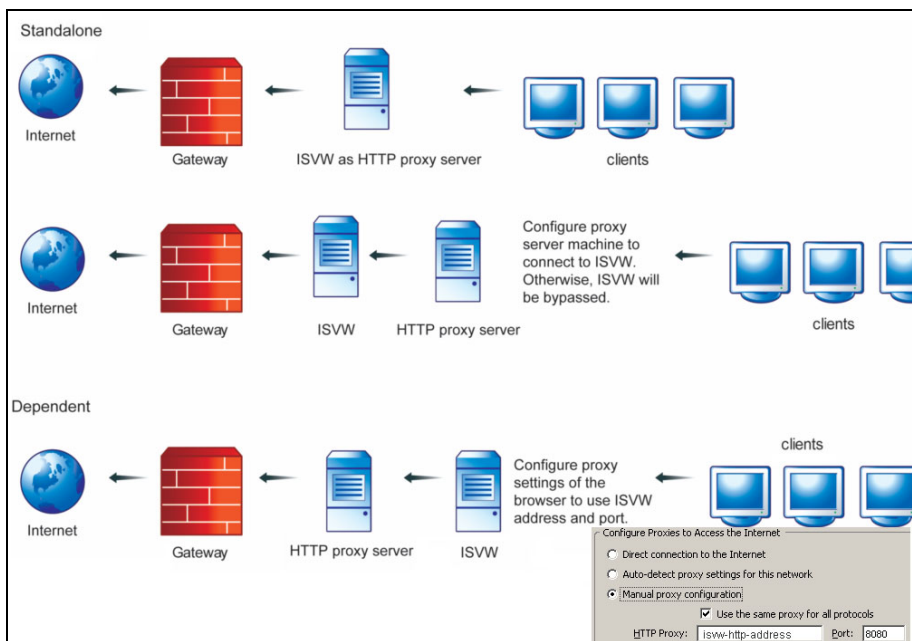 Standalone
Internet
Gateway
ISVW as HTTP proxy server
clients
Configure proxy
server machine to
connect to ISVW.
Otherwise, ISVW will
be bypassed.
Internet
Gateway
ISVW
HTTP proxy server
clients
Dependent
clients
Configure proxy
settings of the
browser to use ISVW
address and port.
Internet
Gateway
HTTP proxy server
ISVW
Configure Proxies to Access the Internet
Direct connection to the Internet
Auto-detect proxy settings for this network
Manual proxy configuration
Use the same proxy for all protocols
HTTP Proxy: isvw-http-address Port: 8080